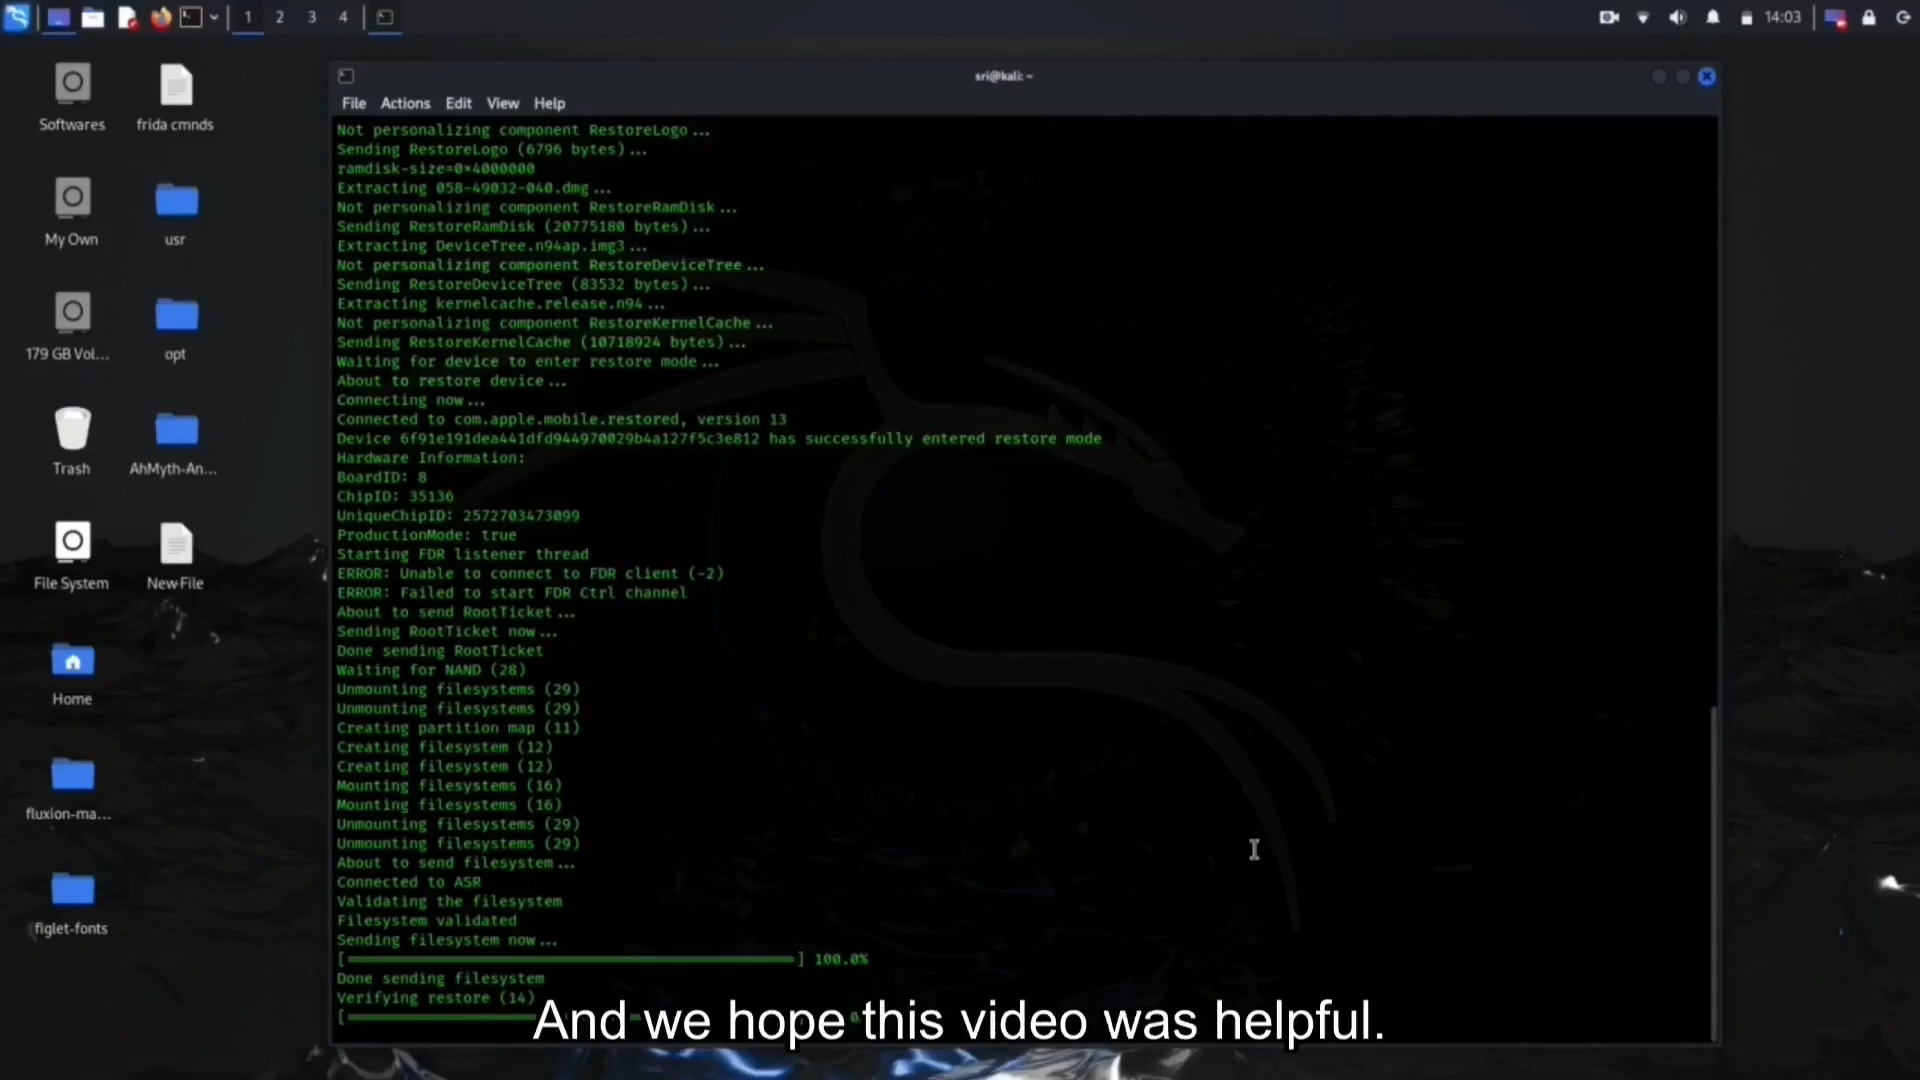 1 2 3 4
14:03
sri@kali: ~
File Actions Edit View Help
Softwares
frida cmnds
My Own
usr
179 GB Vol...
opt
Trash
AhMyth-An...
File System
New File
Home
fluxion-ma...
figlet-fonts
Not personalizing component RestoreLogo...
Sending RestoreLogo (6796 bytes)...
ramdisk-size=0×4000000
Extracting 058-49032-040.dmg...
Not personalizing component RestoreRamDisk...
Sending RestoreRamDisk (20775180 bytes)...
Extracting DeviceTree.n94ap.img3...
Not personalizing component RestoreDeviceTree...
Sending RestoreDeviceTree (83532 bytes)...
Extracting kernelcache.release.n94...
Not personalizing component RestoreKernelCache...
Sending RestoreKernelCache (10718924 bytes)...
Waiting for device to enter restore mode...
About to restore device...
Connecting now...
Connected to com.apple.mobile.restored, version 13
Device 6f91e191dea441dfd944970029b4a127f5c3e812 has successfully entered restore mode
Hardware Information:
BoardID: 8
ChipID: 35136
UniqueChipID: 2572703473099
ProductionMode: true
Starting FDR listener thread
ERROR: Unable to connect to FDR client (-2)
ERROR: Failed to start FDR Ctrl channel
About to send RootTicket...
Sending RootTicket now...
Done sending RootTicket
Waiting for NAND (28)
Unmounting filesystems (29)
Unmounting filesystems (29)
Creating partition map (11)
Creating filesystem (12)
Creating filesystem (12)
Mounting filesystems (16)
Mounting filesystems (16)
Unmounting filesystems (29)
Unmounting filesystems (29)
About to send filesystem...
Connected to ASR
Validating the filesystem
Filesystem validated
Sending filesystem now...
[==================================================] 100.0%
Done sending filesystem
Verifying restore (14)
And we hope this video was helpful.